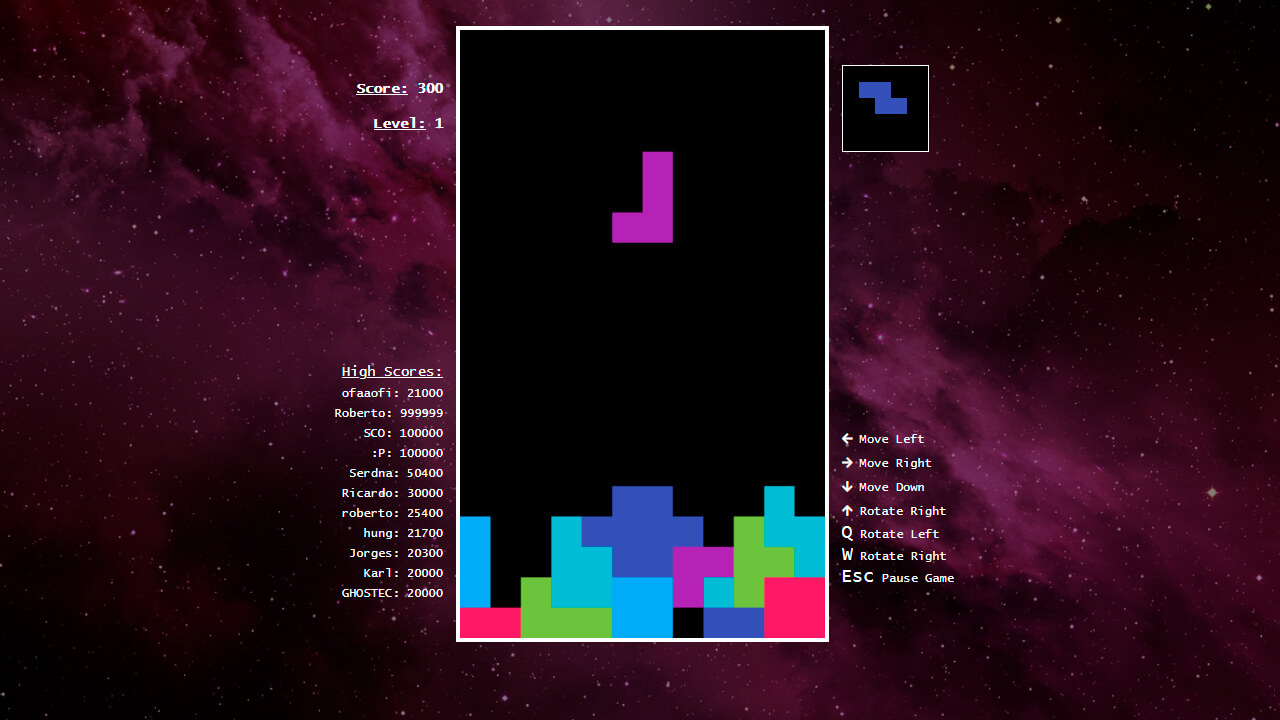 Score: 300
Level: 1
High Scores:
ofaaofi: 21000
Roberto: 999999
SCO: 100000
:P: 100000
Serdna: 50400
Ricardo: 30000
roberto: 25400
hung: 21700
Jorges: 20300
Karl: 20000
GHOSTEC: 20000
← Move Left
→ Move Right
↓ Move Down
↑ Rotate Right
Q Rotate Left
W Rotate Right
ESC Pause Game